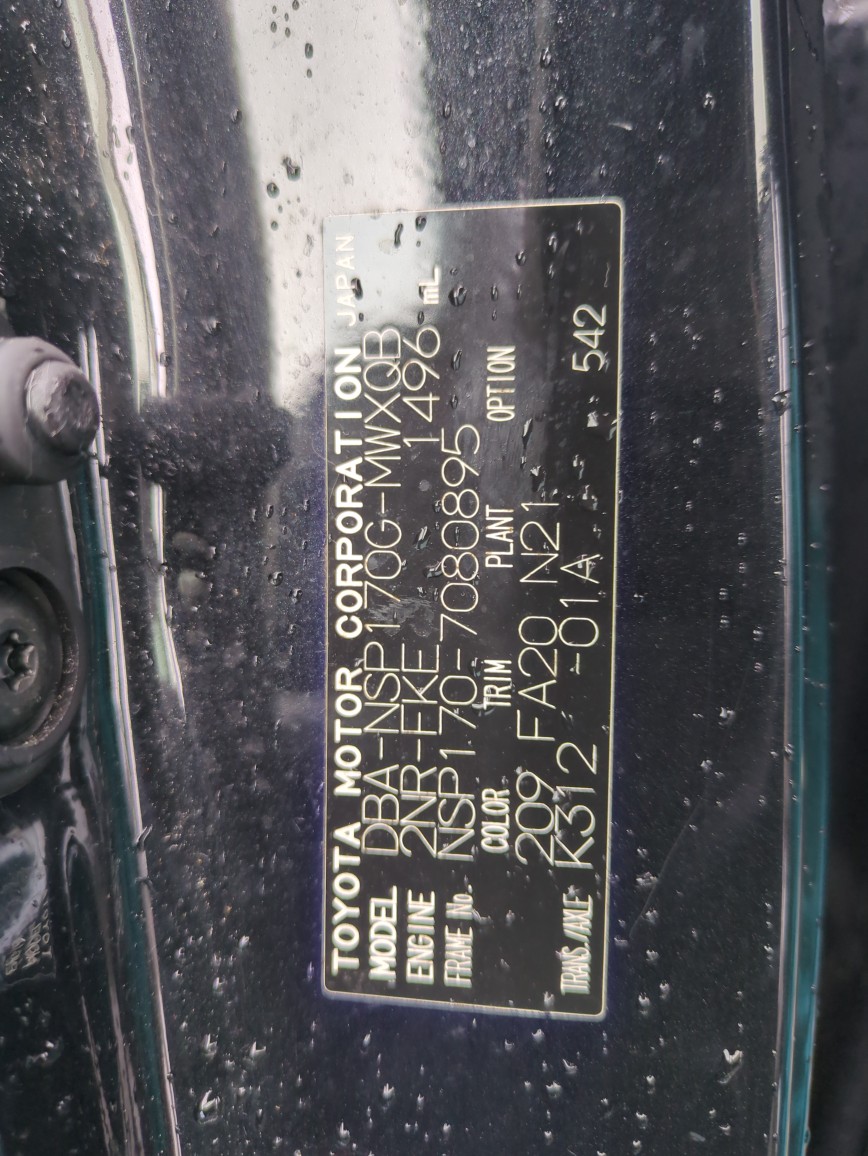 TOYOTA MOTOR CORPORATION JAPAN
MODEL DBA-NSP170G-MWXQB
ENGINE 2NR-FKE 1496 mL
FRAME No. NSP170-7080895
COLOR TRIM PLANT OPTION
209 FA20 N21
TRANS./AXLE K312 -01A 542